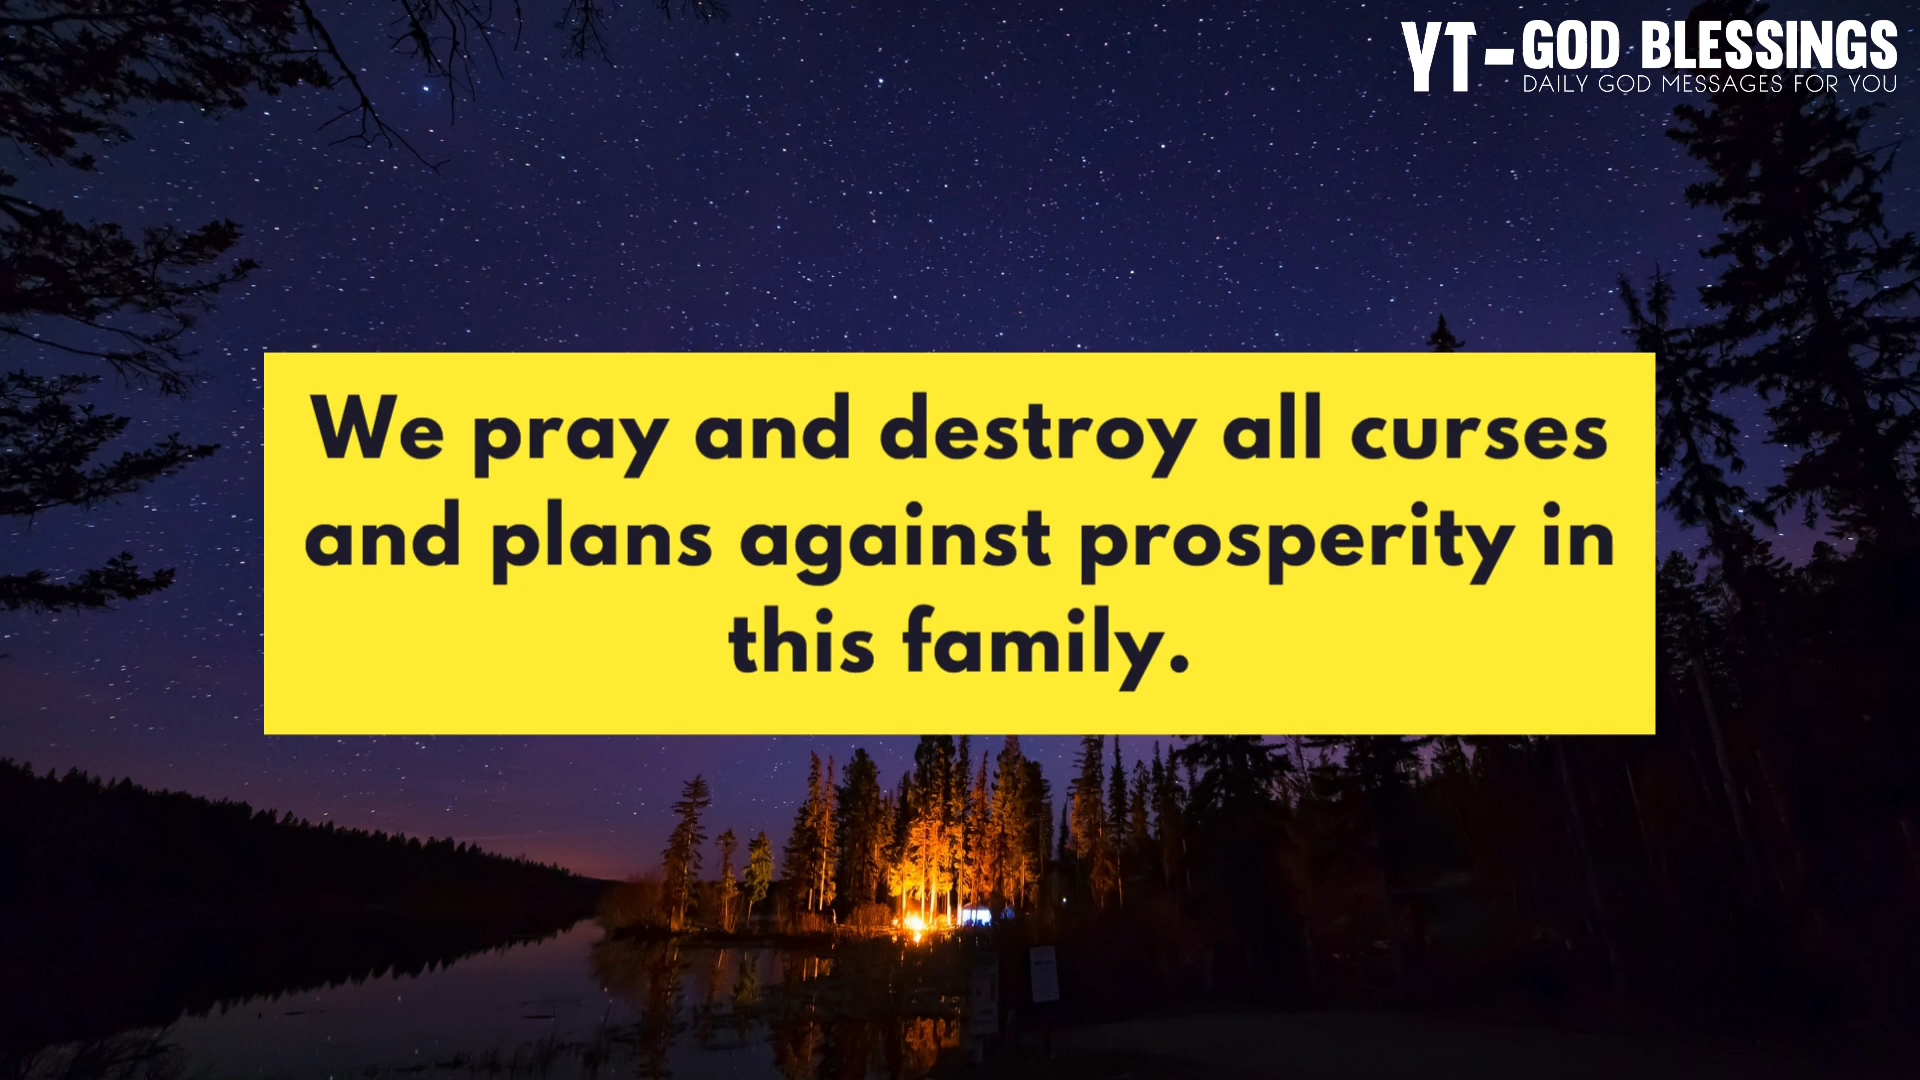 YT-GOD BLESSINGS
DAILY GOD MESSAGES FOR YOU
We pray and destroy all curses
and plans against prosperity in
this family.